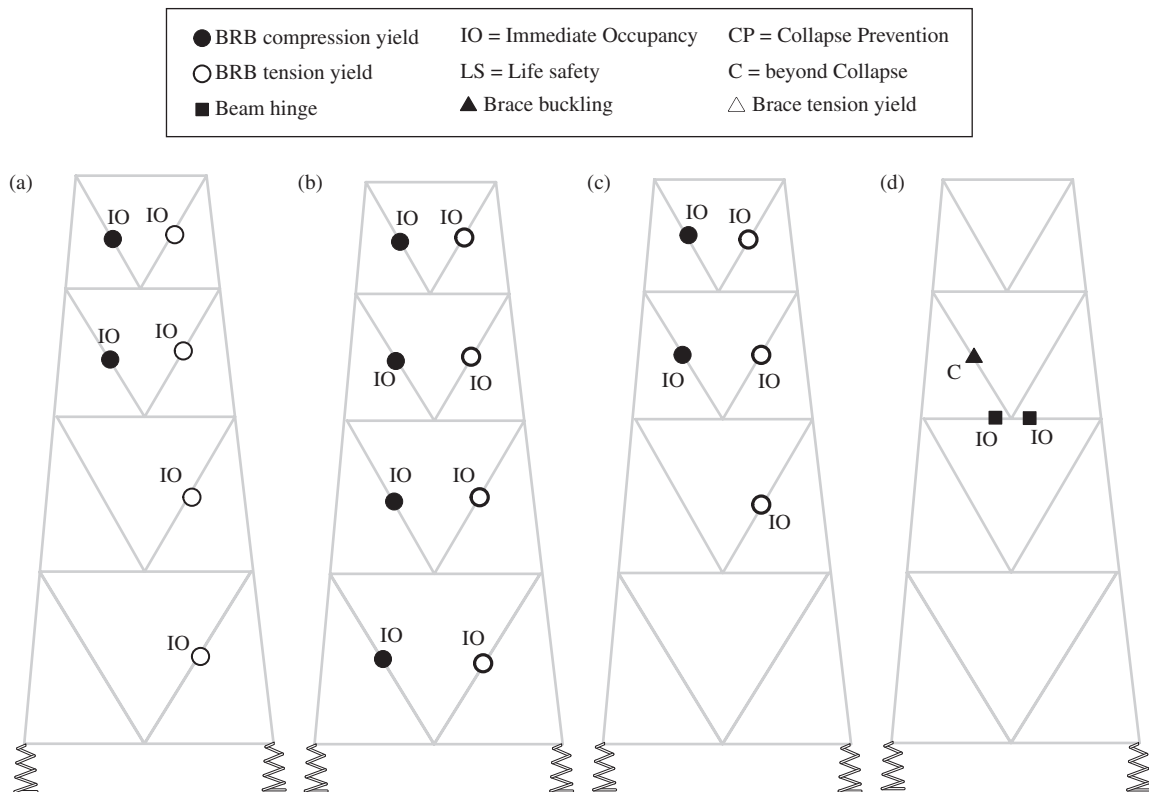 BRB compression yield IO = Immediate Occupancy CP = Collapse Prevention
BRB tension yield LS = Life safety C = beyond Collapse
Beam hinge Brace buckling Brace tension yield
(a) (b) (c) (d)
IO IO IO IO IO IO
IO IO IO IO IO IO C
IO IO IO IO IO IO
IO IO IO